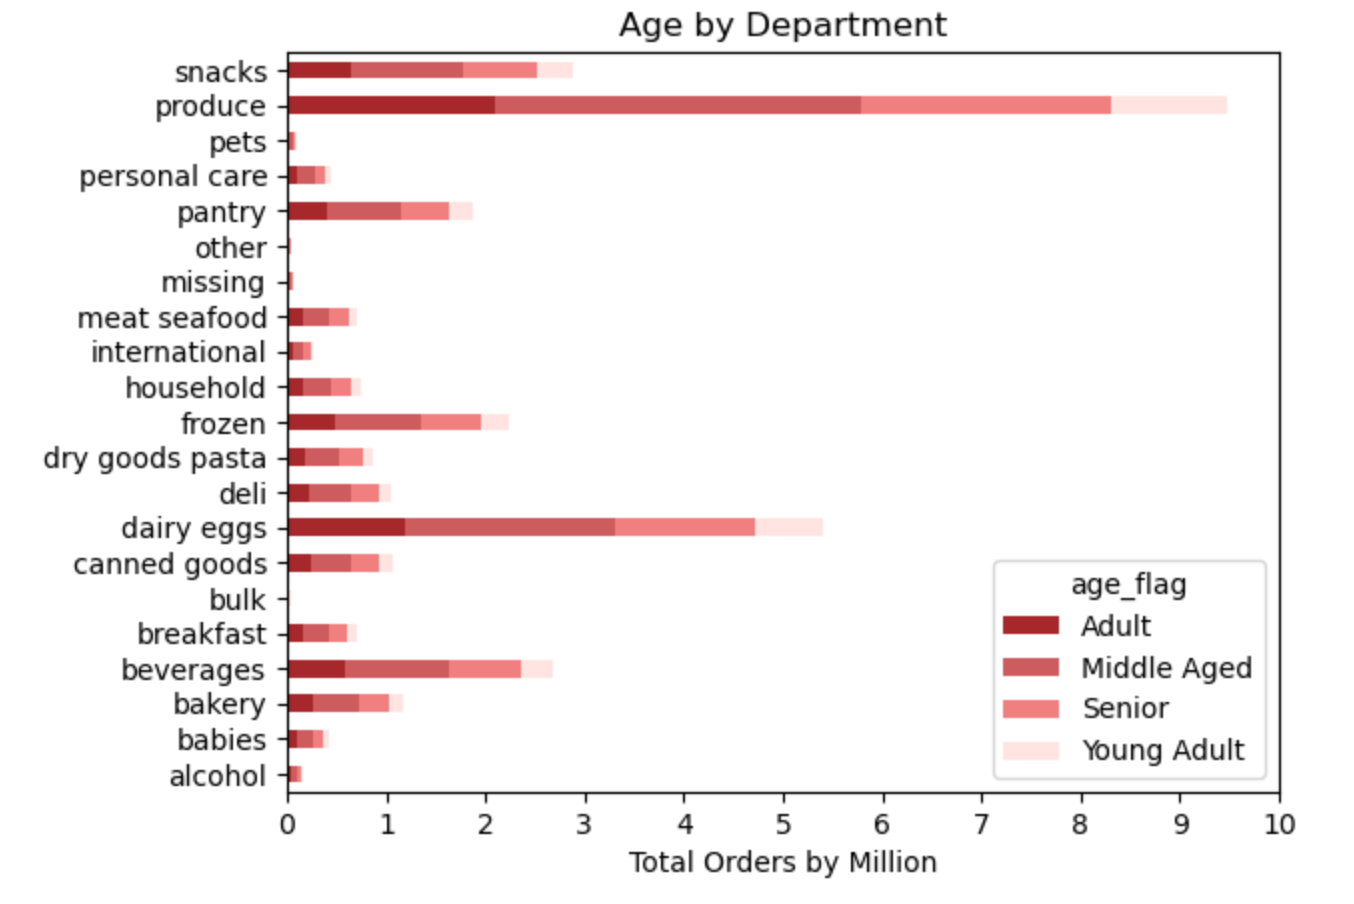 Age by Department
snacks
produce
pets
personal care
pantry
other
missing
meat seafood
international
household
frozen
dry goods pasta
deli
dairy eggs
canned goods
bulk
breakfast
beverages
bakery
babies
alcohol
age_flag
Adult
Middle Aged
Senior
Young Adult
0 1 2 3 4 5 6 7 8 9 10
Total Orders by Million